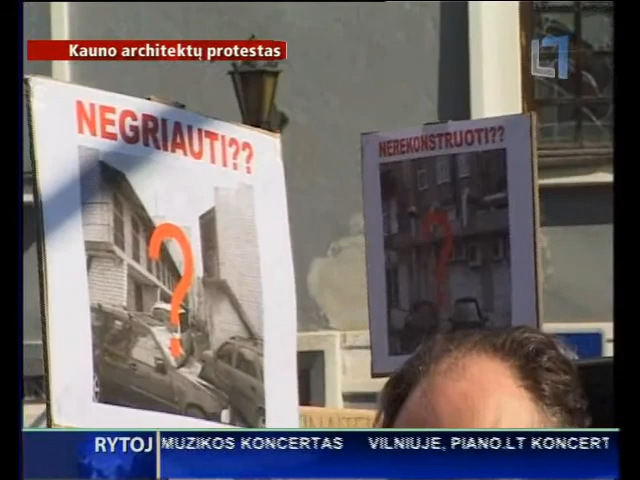 Kauno architektų protestas
NEGRIAUTI??
NEREKONSTRUOTI??
?
?
RYTOJ MUZIKOS KONCERTAS VILNIUJE, PIANO.LT KONCERT